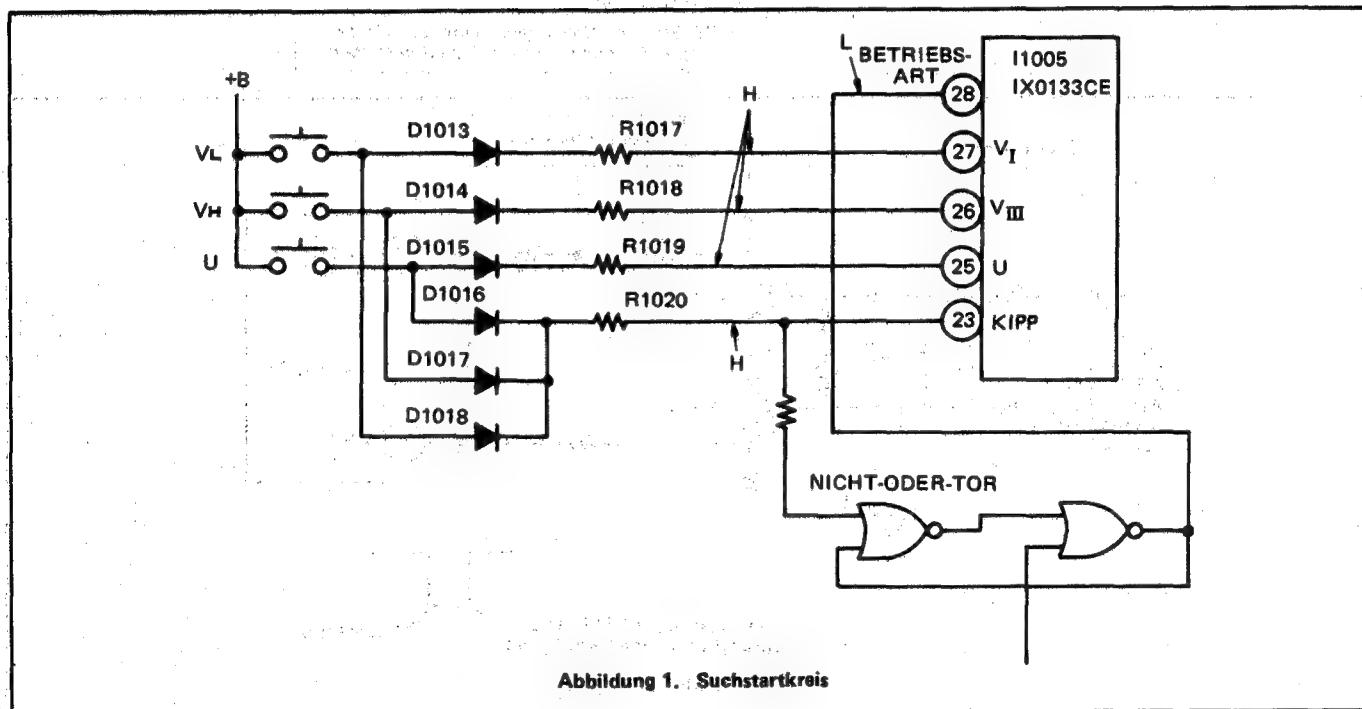 L BETRIEBS-
ART
I1005
IX0133CE
+B
28
H
VL
D1013
R1017
27
VI
VH
D1014
R1018
26
VIII
U
D1015
R1019
25
U
D1016
R1020
23
KIPP
H
D1017
D1018
NICHT-ODER-TOR
Abbildung 1. Suchstartkreis